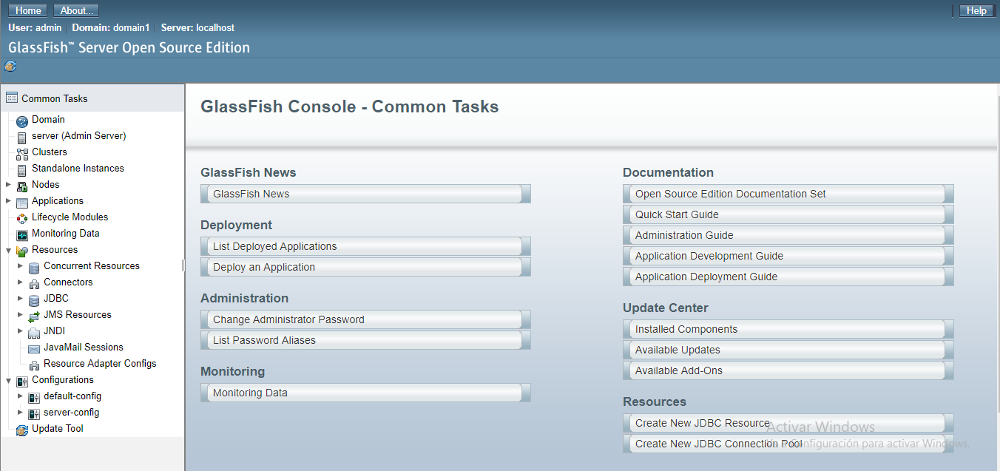 Home About... Help
User: admin Domain: domain1 Server: localhost
GlassFish™ Server Open Source Edition
Common Tasks
Domain
server (Admin Server)
Clusters
Standalone Instances
Nodes
Applications
Lifecycle Modules
Monitoring Data
Resources
Concurrent Resources
Connectors
JDBC
JMS Resources
JNDI
JavaMail Sessions
Resource Adapter Configs
Configurations
default-config
server-config
Update Tool
GlassFish Console - Common Tasks
GlassFish News
GlassFish News
Deployment
List Deployed Applications
Deploy an Application
Administration
Change Administrator Password
List Password Aliases
Monitoring
Monitoring Data
Documentation
Open Source Edition Documentation Set
Quick Start Guide
Administration Guide
Application Development Guide
Application Deployment Guide
Update Center
Installed Components
Available Updates
Available Add-Ons
Resources
Create New JDBC Resource
Create New JDBC Connection Pool
Activar Windows
Configuración para activar Windows.